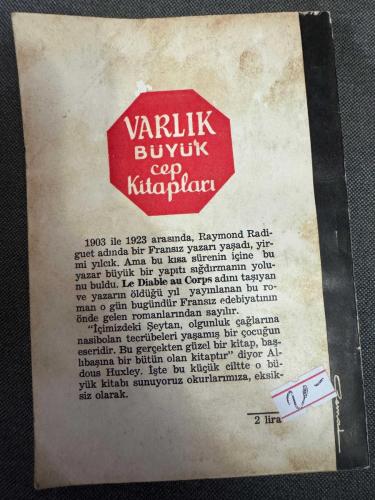 VARLIK
BÜYÜK
cep
Kitapları
1903 ile 1923 arasında, Raymond Radi-
guet adında bir Fransız yazarı yaşadı, yir-
mi yılcık. Ama bu kısa sürenin içine bu
yazar büyük bir yapıtı sığdırmanın yolu-
nu buldu. Le Diable au Corps adını taşıyan
ve yazarın öldüğü yıl yayınlanan bu ro-
man o gün bugündür Fransız edebiyatının
önde gelen romanlarından sayılır.
"İçimizdeki Şeytan, olgunluk çağlarına
nasibolan tecrübeleri yaşamış bir çocuğun
eseridir. Bu gerçekten güzel bir kitap, baş-
lıbaşına bir bütün olan kitaptır" diyor Al-
dous Huxley. İşte bu küçük ciltte o bü-
yük kitabı sunuyoruz okurlarımıza, eksik-
siz olarak.
2 lira